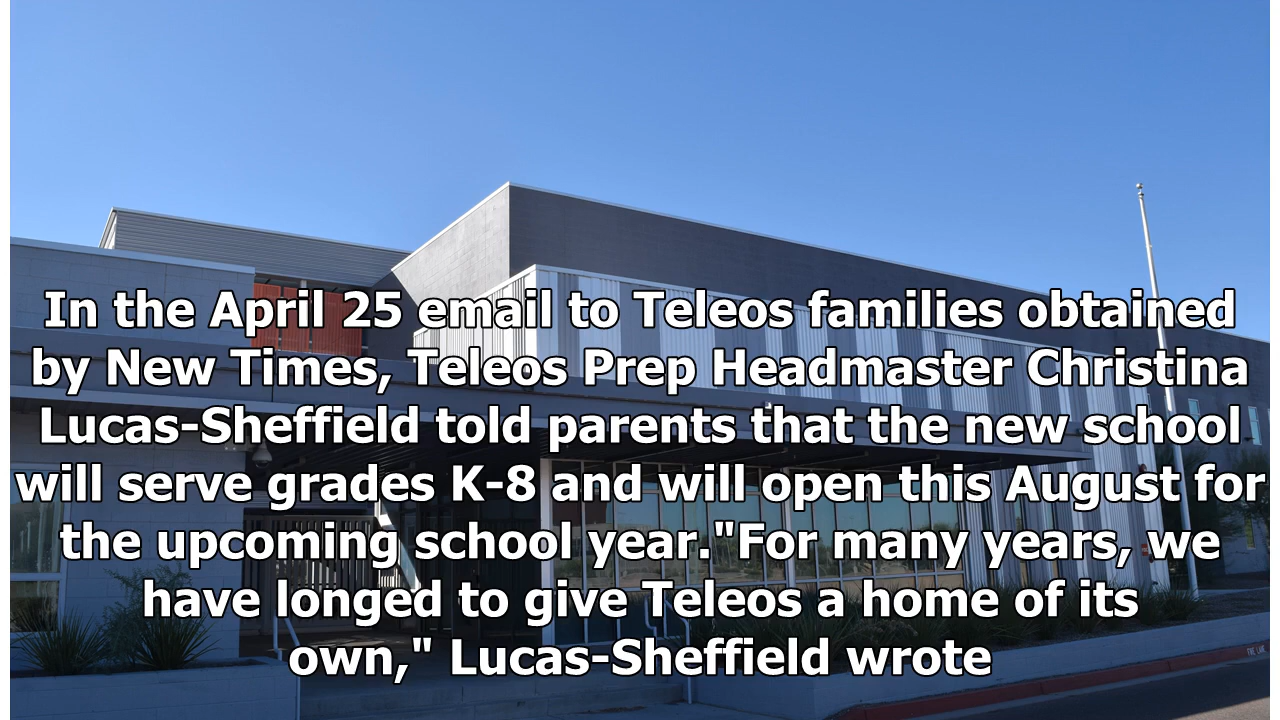 In the April 25 email to Teleos families obtained
by New Times, Teleos Prep Headmaster Christina
Lucas-Sheffield told parents that the new school
will serve grades K-8 and will open this August for
the upcoming school year."For many years, we
have longed to give Teleos a home of its
own," Lucas-Sheffield wrote
FIRE LANE